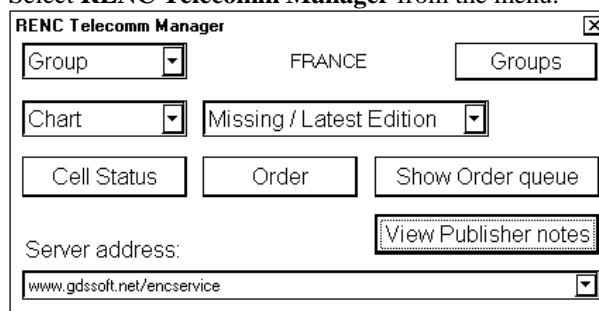 Select RENC Telecomm Manager from the menu.
RENC Telecomm Manager
Group FRANCE Groups
Chart Missing / Latest Edition
Cell Status Order Show Order queue
View Publisher notes
Server address:
www.gdssoft.net/encservice